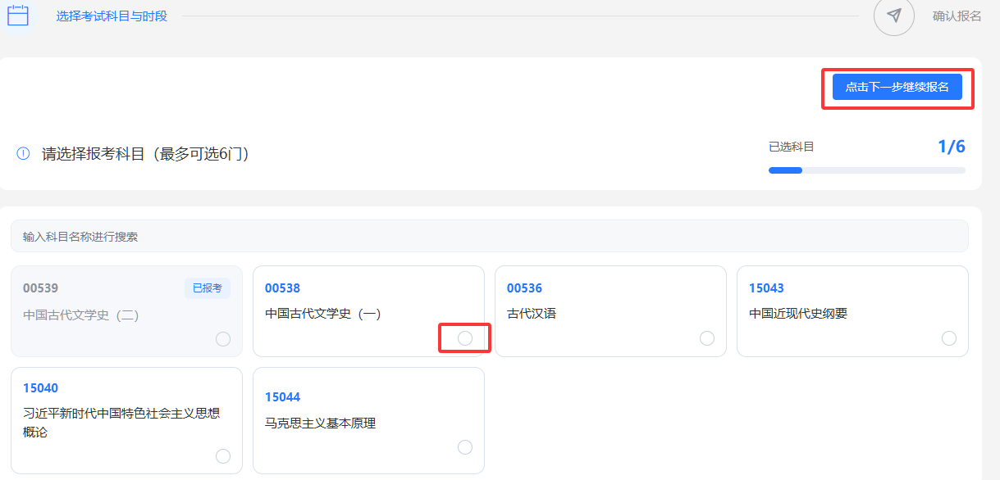 选择考试科目与时段
确认报名
点击下一步继续报名
请选择报考科目（最多可选6门）
已选科目
1/6
输入科目名称进行搜索
00539
已报考
中国古代文学史（二）
00538
中国古代文学史（一）
00536
古代汉语
15043
中国近现代史纲要
15040
习近平新时代中国特色社会主义思想
概论
15044
马克思主义基本原理